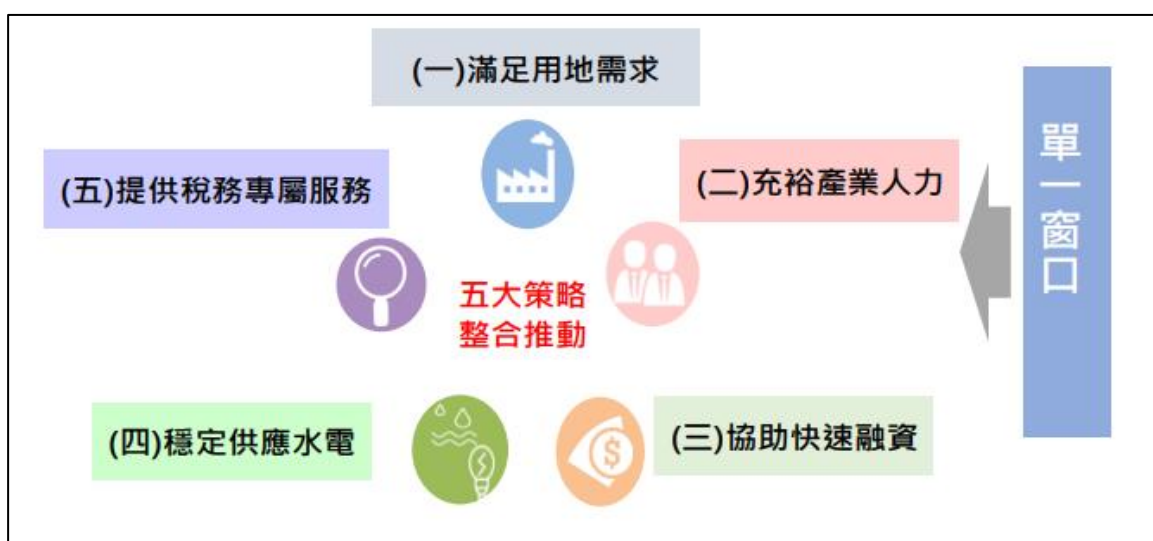 (一)滿足用地需求
(二)充裕產業人力
(三)協助快速融資
(四)穩定供應水電
(五)提供稅務專屬服務
五大策略
整合推動
單一窗口
$